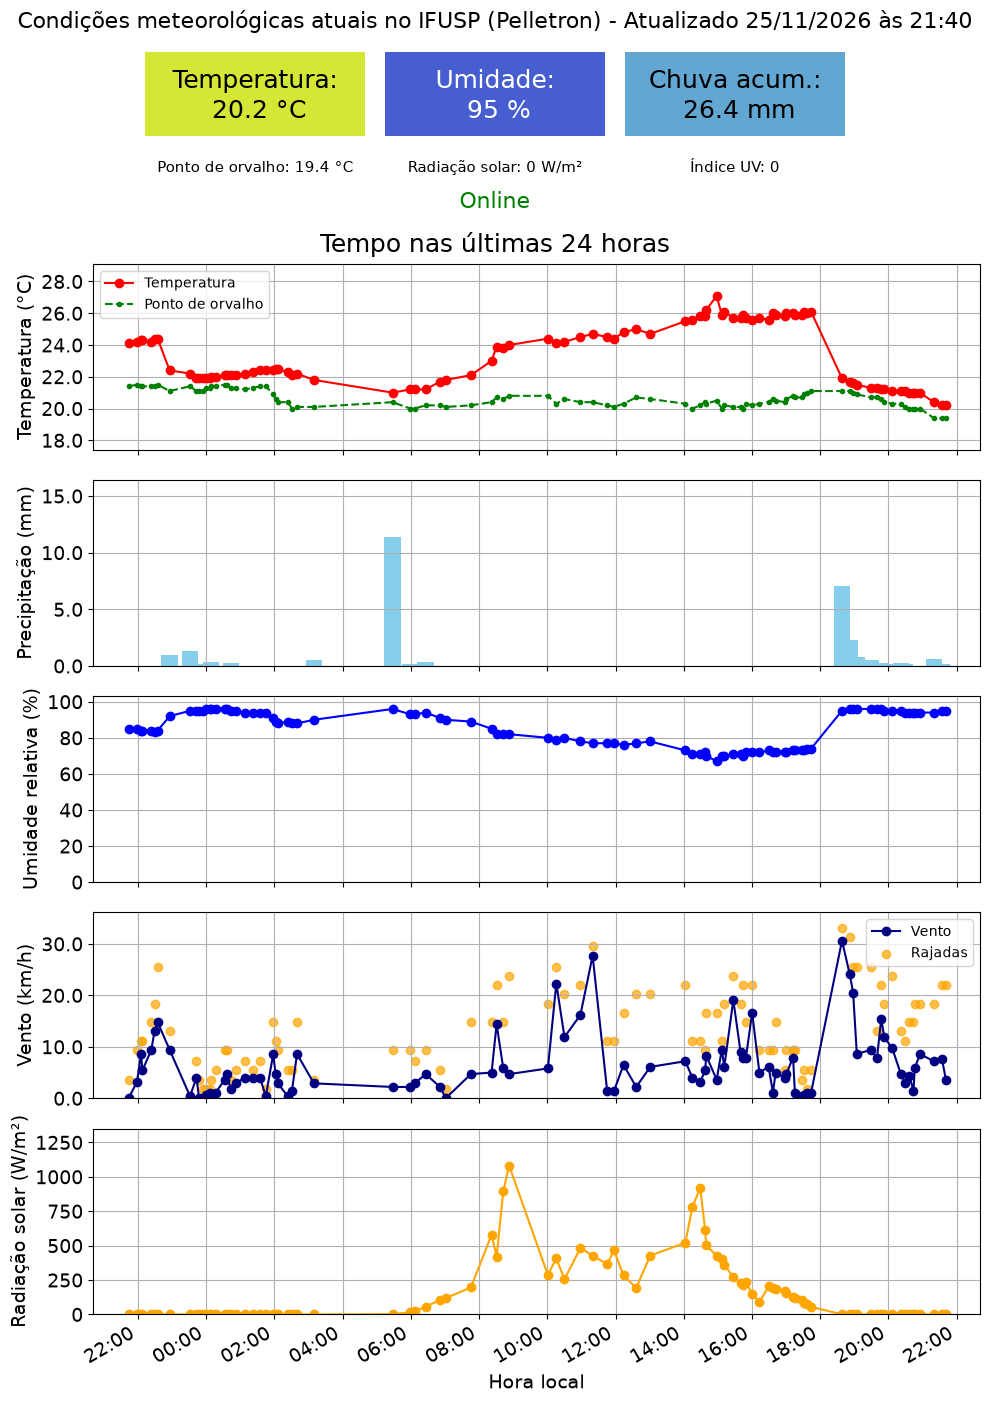 Condições meteorológicas atuais no IFUSP (Pelletron) - Atualizado 25/11/2026 às 21:40
Temperatura:
20.2 °C
Umidade:
95 %
Chuva acum.:
26.4 mm
Ponto de orvalho: 19.4 °C
Radiação solar: 0 W/m²
Índice UV: 0
Online
Tempo nas últimas 24 horas
Temperatura (°C)
28.0
26.0
24.0
22.0
20.0
18.0
Temperatura
Ponto de orvalho
Precipitação (mm)
15.0
10.0
5.0
0.0
Umidade relativa (%)
100
80
60
40
20
0
Vento (km/h)
30.0
20.0
10.0
0.0
Vento
Rajadas
Radiação solar (W/m²)
1250
1000
750
500
250
0
22:00
00:00
02:00
04:00
06:00
08:00
10:00
12:00
14:00
16:00
18:00
20:00
22:00
Hora local